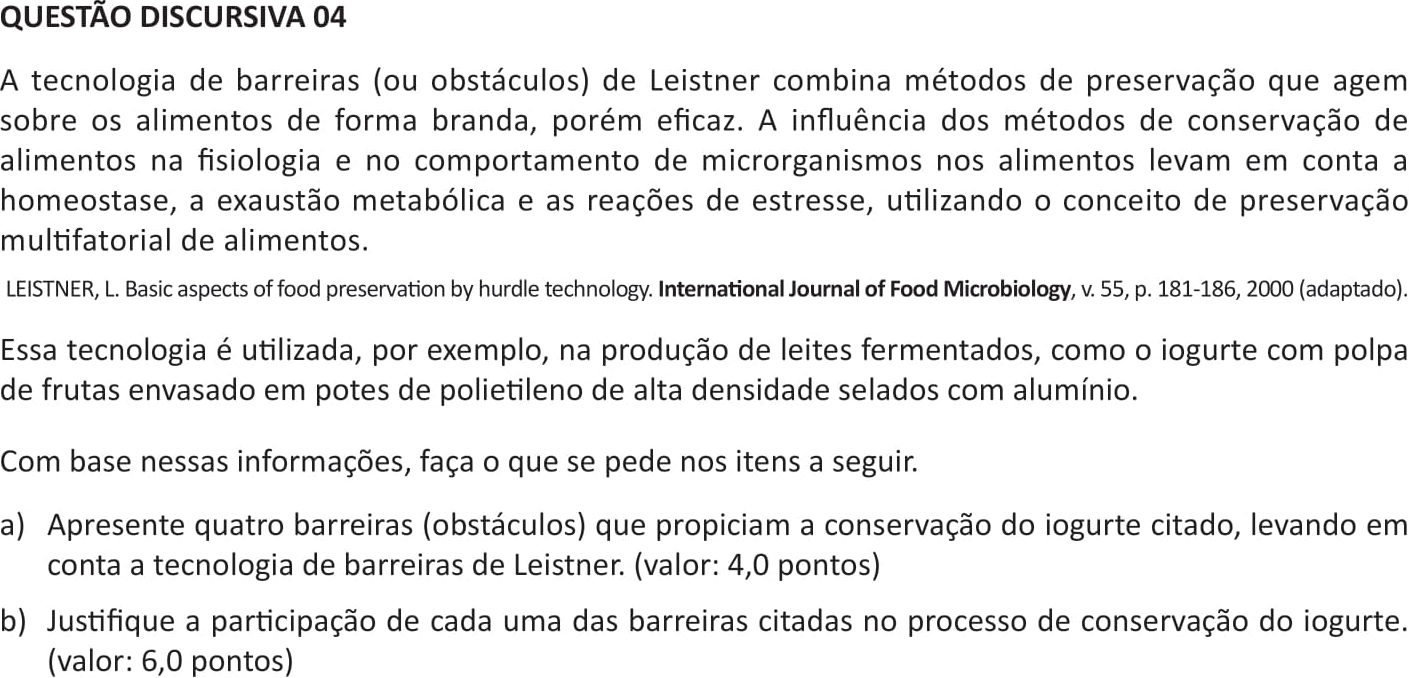 QUESTÃO DISCURSIVA 04
A tecnologia de barreiras (ou obstáculos) de Leistner combina métodos de preservação que agem
sobre os alimentos de forma branda, porém eficaz. A influência dos métodos de conservação de
alimentos na fisiologia e no comportamento de microrganismos nos alimentos levam em conta a
homeostase, a exaustão metabólica e as reações de estresse, utilizando o conceito de preservação
multifatorial de alimentos.
LEISTNER, L. Basic aspects of food preservation by hurdle technology. International Journal of Food Microbiology, v. 55, p. 181-186, 2000 (adaptado).
Essa tecnologia é utilizada, por exemplo, na produção de leites fermentados, como o iogurte com polpa
de frutas envasado em potes de polietileno de alta densidade selados com alumínio.
Com base nessas informações, faça o que se pede nos itens a seguir.
a) Apresente quatro barreiras (obstáculos) que propiciam a conservação do iogurte citado, levando em
conta a tecnologia de barreiras de Leistner. (valor: 4,0 pontos)
b) Justifique a participação de cada uma das barreiras citadas no processo de conservação do iogurte.
(valor: 6,0 pontos)